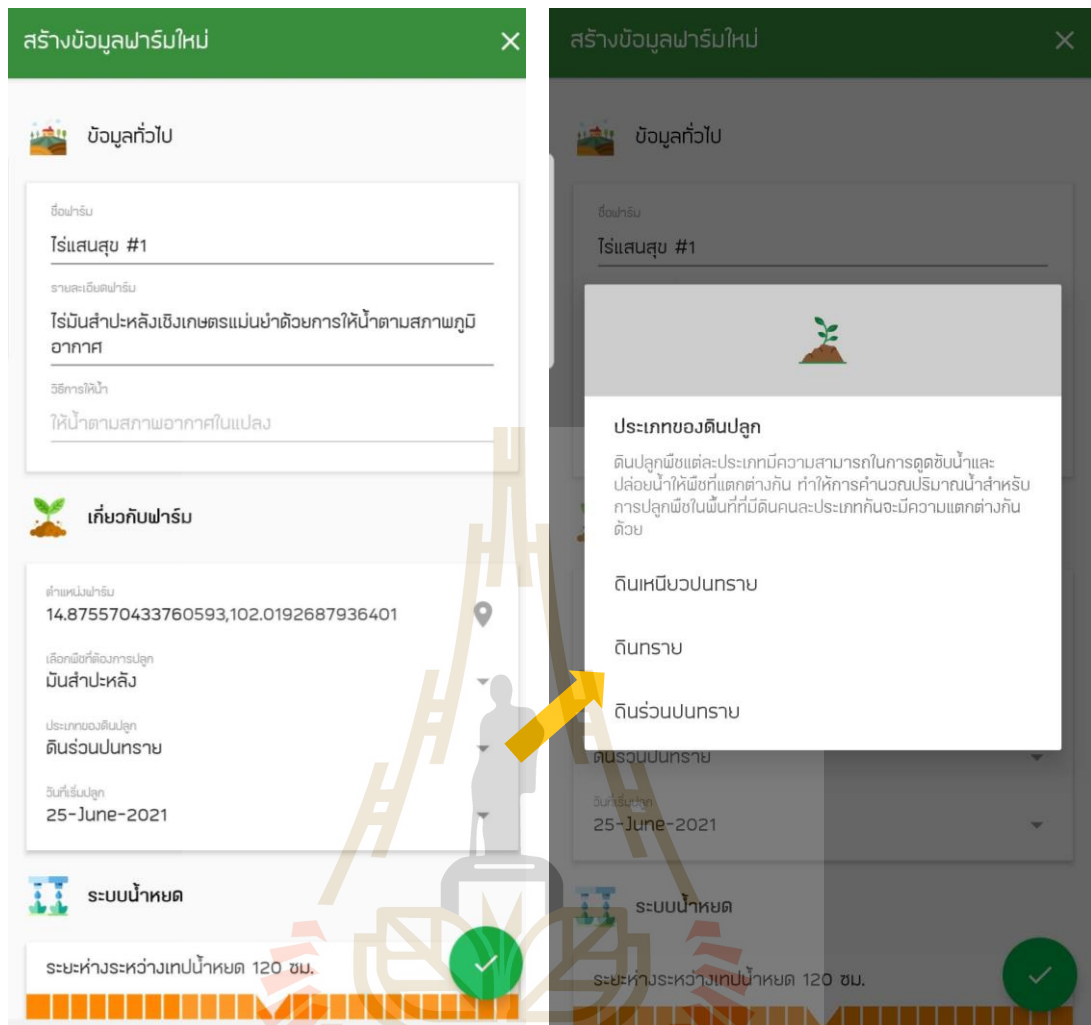 สร้างข้อมูลฟาร์มใหม่
ข้อมูลทั่วไป
ชื่อฟาร์ม
ไร่แสนสุข #1
รายละเอียดฟาร์ม
ไร่มันสำปะหลังเชิงเกษตรแม่นยำด้วยการให้น้ำตามสภาพภูมิ
อากาศ
วิธีการให้น้ำ
ให้น้ำตามสภาพอากาศในแปลง
เกี่ยวกับฟาร์ม
ตำแหน่งฟาร์ม
14.875570433760593,102.0192687936401
เลือกพืชที่ต้องการปลูก
มันสำปะหลัง
ประเภทของดินปลูก
ดินร่วนปนทราย
วันที่เริ่มปลูก
25-June-2021
ระบบน้ำหยด
ระยะห่างระหว่างเทปน้ำหยด 120 ซม.
สร้างข้อมูลฟาร์มใหม่
ข้อมูลทั่วไป
ชื่อฟาร์ม
ไร่แสนสุข #1
ประเภทของดินปลูก
ดินปลูกพืชแต่ละประเภทมีความสามารถในการดูดซับน้ำและ
ปล่อยน้ำให้พืชที่แตกต่างกัน ทำให้การคำนวณปริมาณน้ำสำหรับ
การปลูกพืชในพื้นที่ที่มีดินคนละประเภทกันจะมีความแตกต่างกัน
ด้วย
ดินเหนียวปนทราย
ดินทราย
ดินร่วนปนทราย
ดินร่วนปนทราย
วันที่เริ่มปลูก
25-June-2021
ระบบน้ำหยด
ระยะห่างระหว่างเทปน้ำหยด 120 ซม.